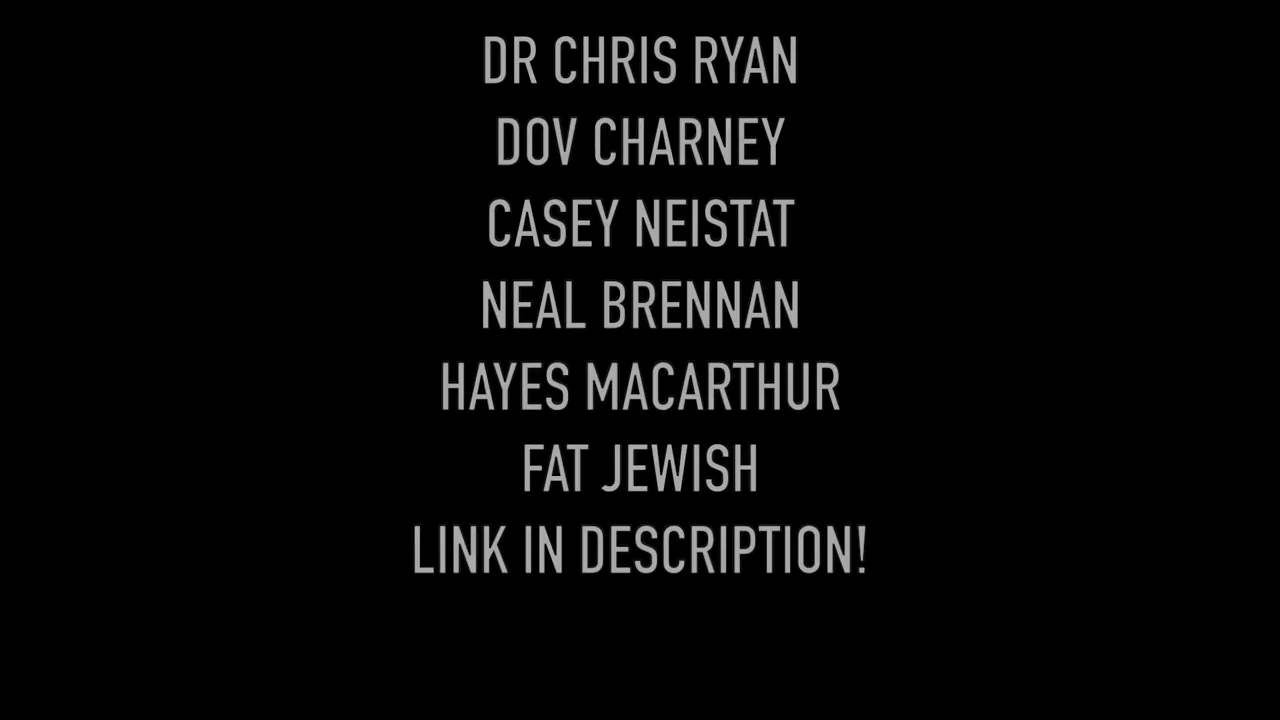 DR CHRIS RYAN
DOV CHARNEY
CASEY NEISTAT
NEAL BRENNAN
HAYES MACARTHUR
FAT JEWISH
LINK IN DESCRIPTION!